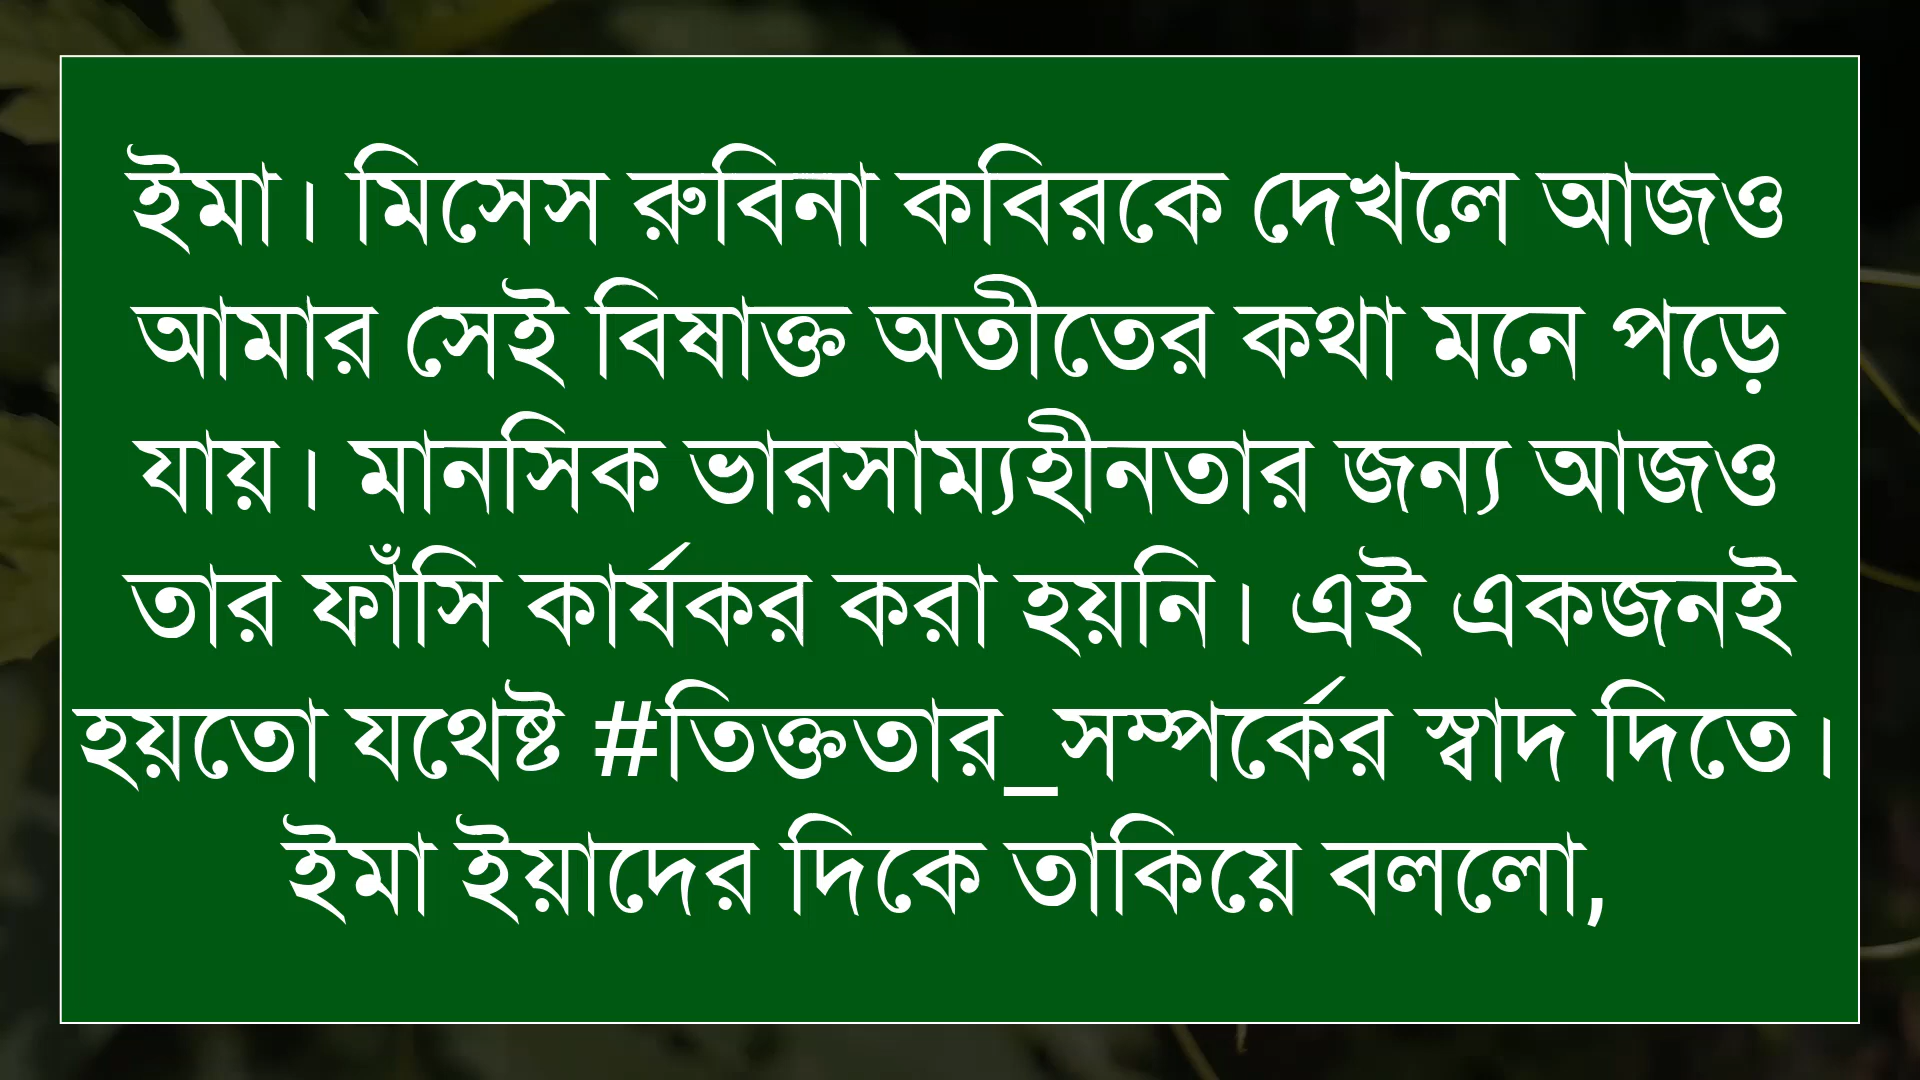 ইমা। মিসেস রুবিনা কবিরকে দেখলে আজও
আমার সেই বিষাক্ত অতীতের কথা মনে পড়ে
যায়। মানসিক ভারসাম্যহীনতার জন্য আজও
তার ফাঁসি কার্যকর করা হয়নি। এই একজনই
হয়তো যথেষ্ট #তিক্ততার_সম্পর্কের স্বাদ দিতে।
ইমা ইয়াদের দিকে তাকিয়ে বললো,